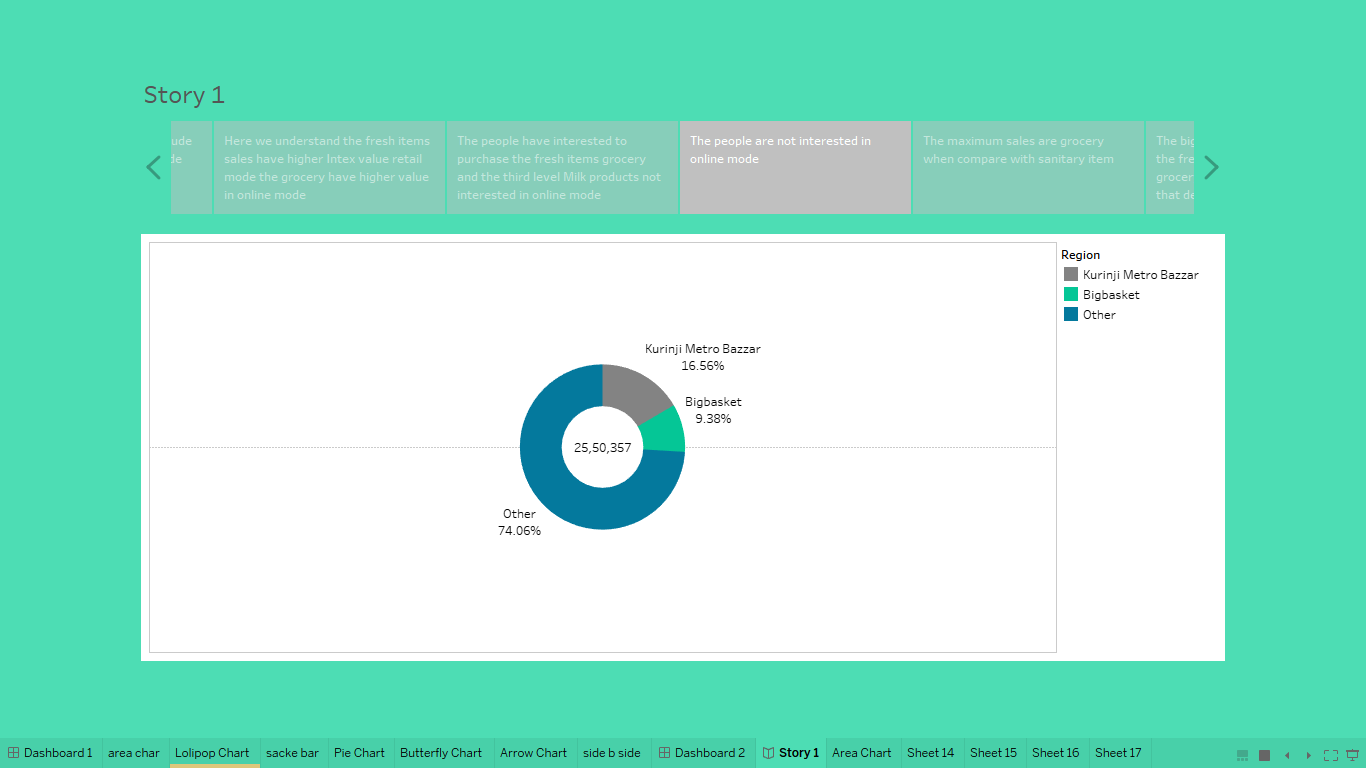 Story 1
ude
de
Here we understand the fresh items
sales have higher Intex value retail
mode the grocery have higher value
in online mode
The people have interested to
purchase the fresh items grocery
and the third level Milk products not
interested in online mode
The people are not interested in
online mode
The maximum sales are grocery
when compare with sanitary item
The big
the fre
grocer
that de
Region
Kurinji Metro Bazzar
Bigbasket
Other
Kurinji Metro Bazzar
16.56%
Bigbasket
9.38%
25,50,357
Other
74.06%
Dashboard 1 area char Lolipop Chart sacke bar Pie Chart Butterfly Chart Arrow Chart side b side Dashboard 2 Story 1 Area Chart Sheet 14 Sheet 15 Sheet 16 Sheet 17